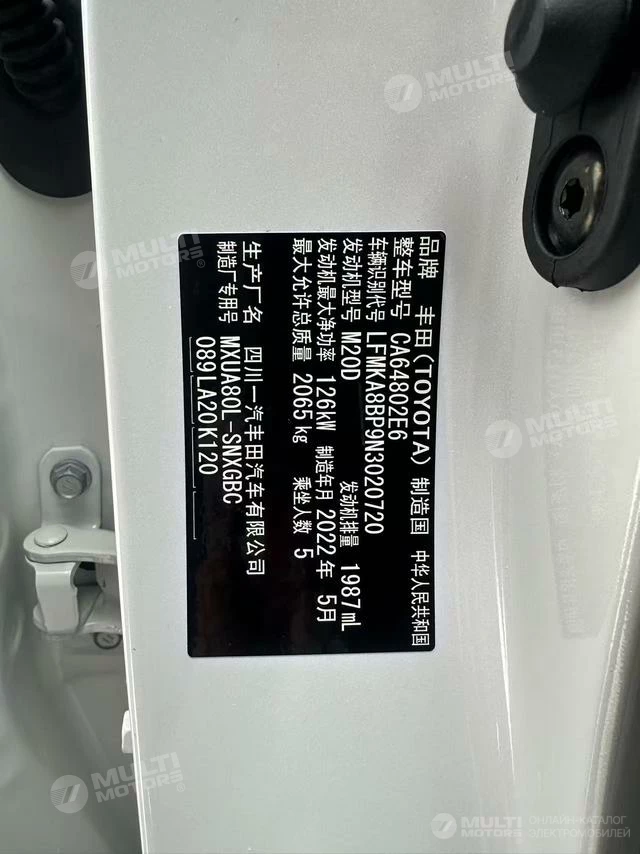 品牌 丰田(TOYOTA) 制造国 中华人民共和国
整车型号 CA64802E6
车辆识别代号 LFMKA8BP9N3020720
发动机型号 M20D 发动机排量 1987mL
发动机最大净功率 126kW 制造年月 2022年 5月
最大允许总质量 2065kg 乘坐人数 5
生产厂名 四川一汽丰田汽车有限公司
制造厂专用号 MXUA80L-SNXGBC
089LA20K120
MULTI MOTORS®
MULTI MOTORS®
MULTI MOTORS®
MULTI MOTORS
ОНЛАЙН-КАТАЛОГ
ЭЛЕКТРОМОБИЛЕЙ